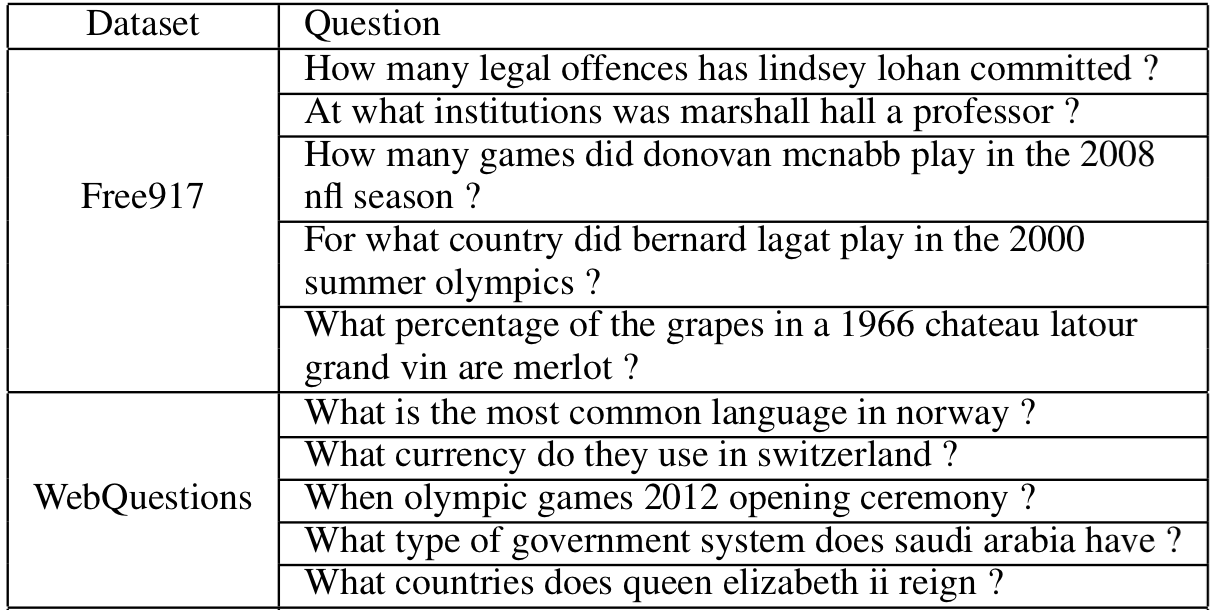 Dataset Question
How many legal offences has lindsey lohan committed ?
At what institutions was marshall hall a professor ?
How many games did donovan mcnabb play in the 2008
nfl season ?
Free917
For what country did bernard lagat play in the 2000
summer olympics ?
What percentage of the grapes in a 1966 chateau latour
grand vin are merlot ?
What is the most common language in norway ?
What currency do they use in switzerland ?
WebQuestions
When olympic games 2012 opening ceremony ?
What type of government system does saudi arabia have ?
What countries does queen elizabeth ii reign ?